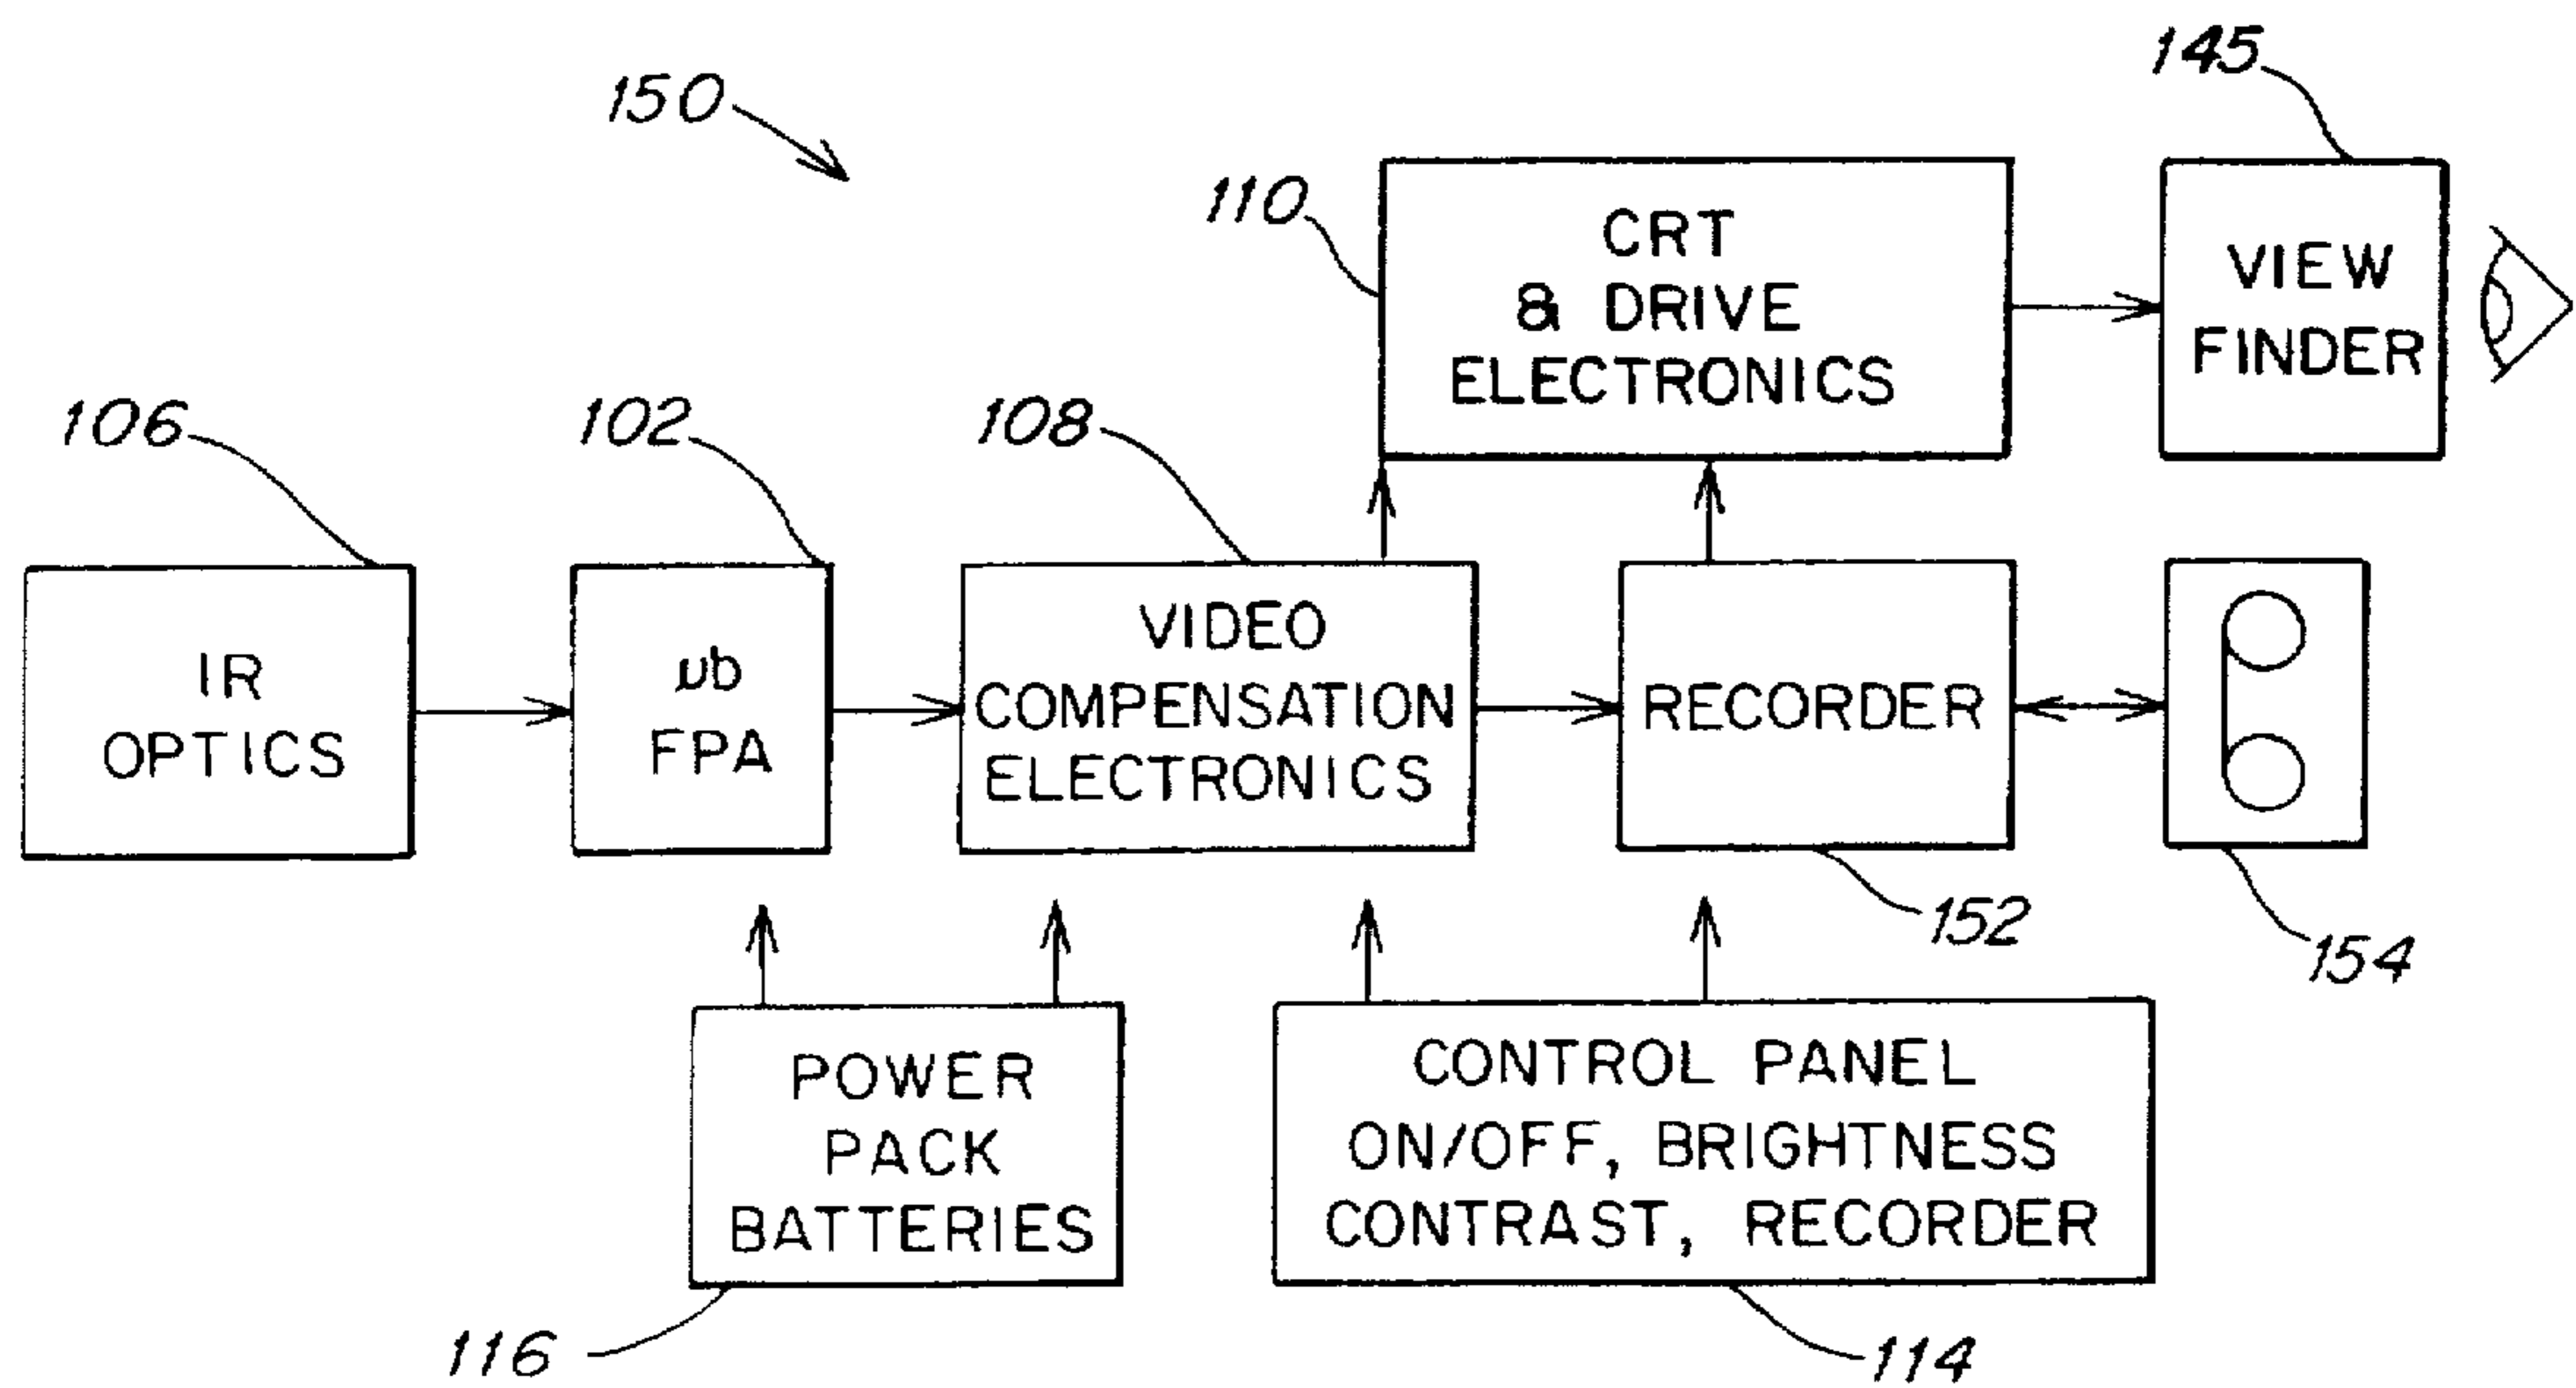 150
145
110
CRT
& DRIVE
ELECTRONICS
VIEW
FINDER
106
102
108
IR
OPTICS
μb
FPA
VIDEO
COMPENSATION
ELECTRONICS
RECORDER
152
154
POWER
PACK
BATTERIES
CONTROL PANEL
ON/OFF, BRIGHTNESS
CONTRAST, RECORDER
116
114